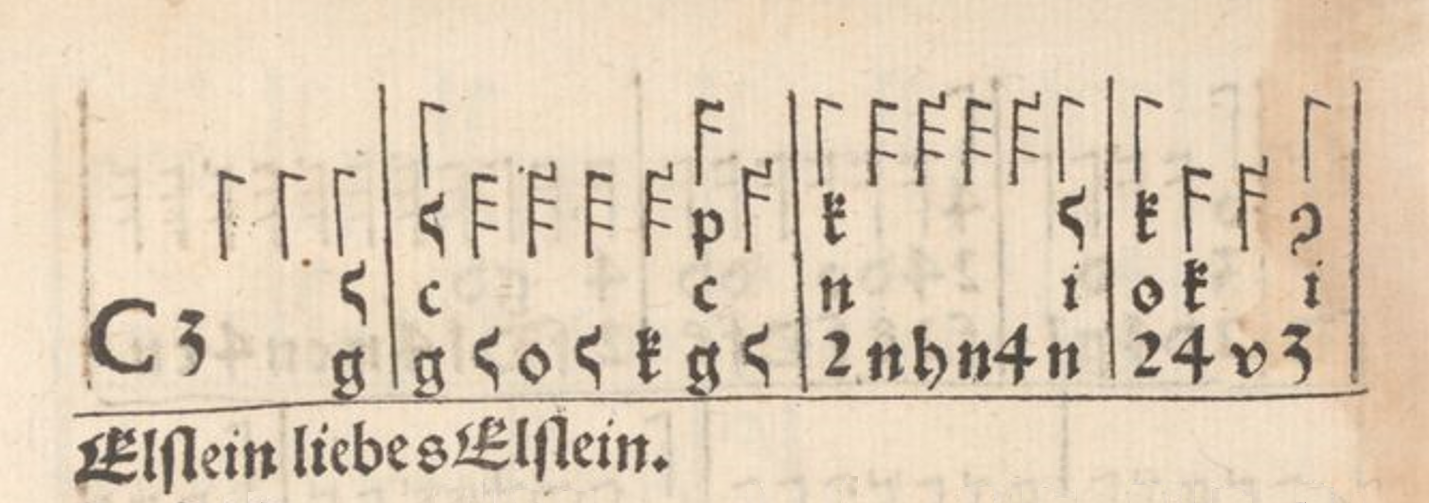 ς p k ς k ꝯ
ς c c n i o k i
C 3 g g ς o ς k g ς 2 n h n 4 n 2 4 v 3
Elſlein liebes Elſlein.